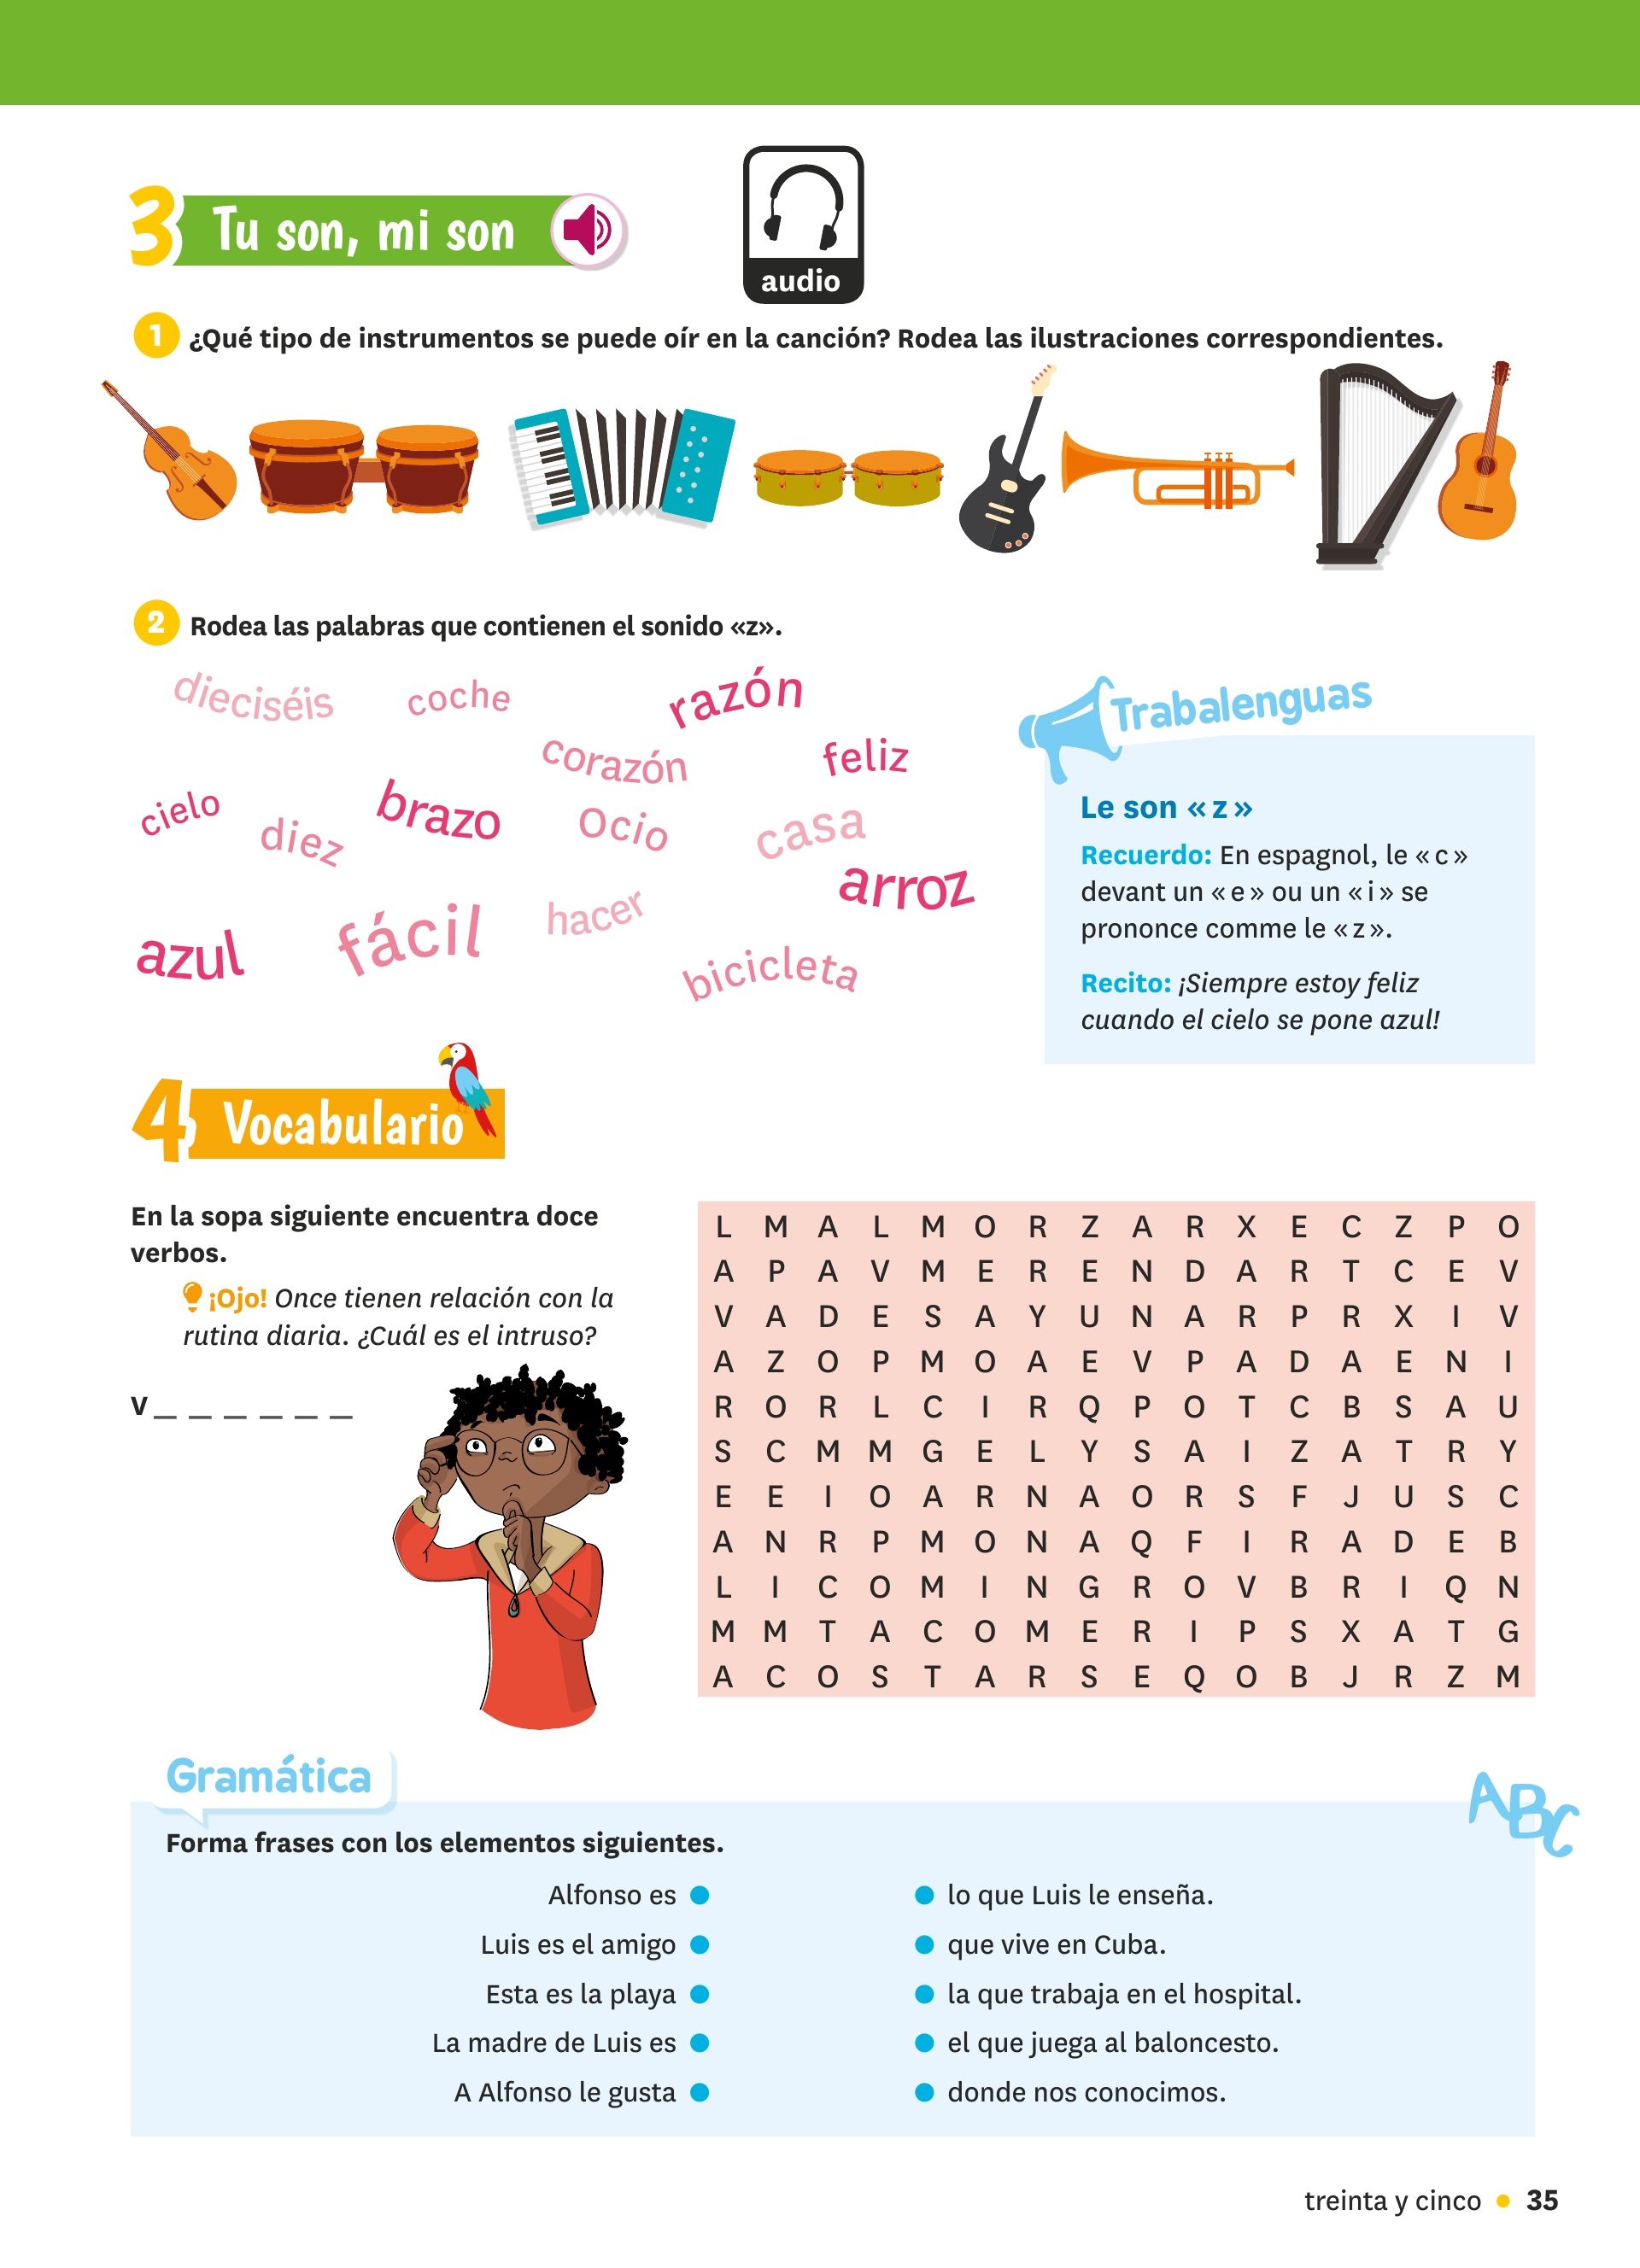 3 Tu son, mi son
audio
1 ¿Qué tipo de instrumentos se puede oír en la canción? Rodea las ilustraciones correspondientes.
2 Rodea las palabras que contienen el sonido «z».
dieciséis
coche
razón
corazón
feliz
cielo
diez
brazo
Ocio
casa
arroz
azul
fácil
hacer
bicicleta
Trabalenguas
Le son « z »
Recuerdo: En espagnol, le « c »
devant un « e » ou un « i » se
prononce comme le « z ».
Recito: ¡Siempre estoy feliz
cuando el cielo se pone azul!
4 Vocabulario
En la sopa siguiente encuentra doce
verbos.
¡Ojo! Once tienen relación con la
rutina diaria. ¿Cuál es el intruso?
V _ _ _ _ _ _
L M A L M O R Z A R X E C Z P O
A P A V M E R E N D A R T C E V
V A D E S A Y U N A R P R X I V
A Z O P M O A E V P A D A E N I
R O R L C I R Q P O T C B S A U
S C M M G E L Y S A I Z A T R Y
E E I O A R N A O R S F J U S C
A N R P M O N A Q F I R A D E B
L I C O M I N G R O V B R I Q N
M M T A C O M E R I P S X A T G
A C O S T A R S E Q O B J R Z M
Gramática
ABC
Forma frases con los elementos siguientes.
Alfonso es ● ● lo que Luis le enseña.
Luis es el amigo ● ● que vive en Cuba.
Esta es la playa ● ● la que trabaja en el hospital.
La madre de Luis es ● ● el que juega al baloncesto.
A Alfonso le gusta ● ● donde nos conocimos.
treinta y cinco ● 35